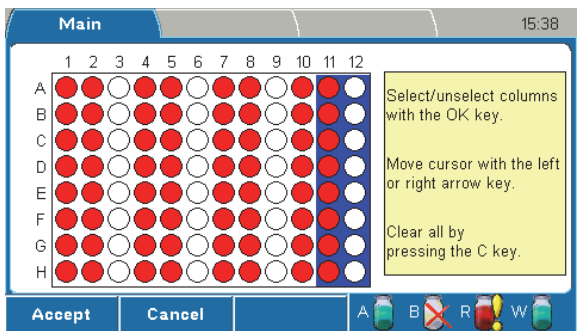 Main
15:38
1 2 3 4 5 6 7 8 9 10 11 12
A
B
C
D
E
F
G
H
Select/unselect columns
with the OK key.
Move cursor with the left
or right arrow key.
Clear all by
pressing the C key.
Accept Cancel A B R W